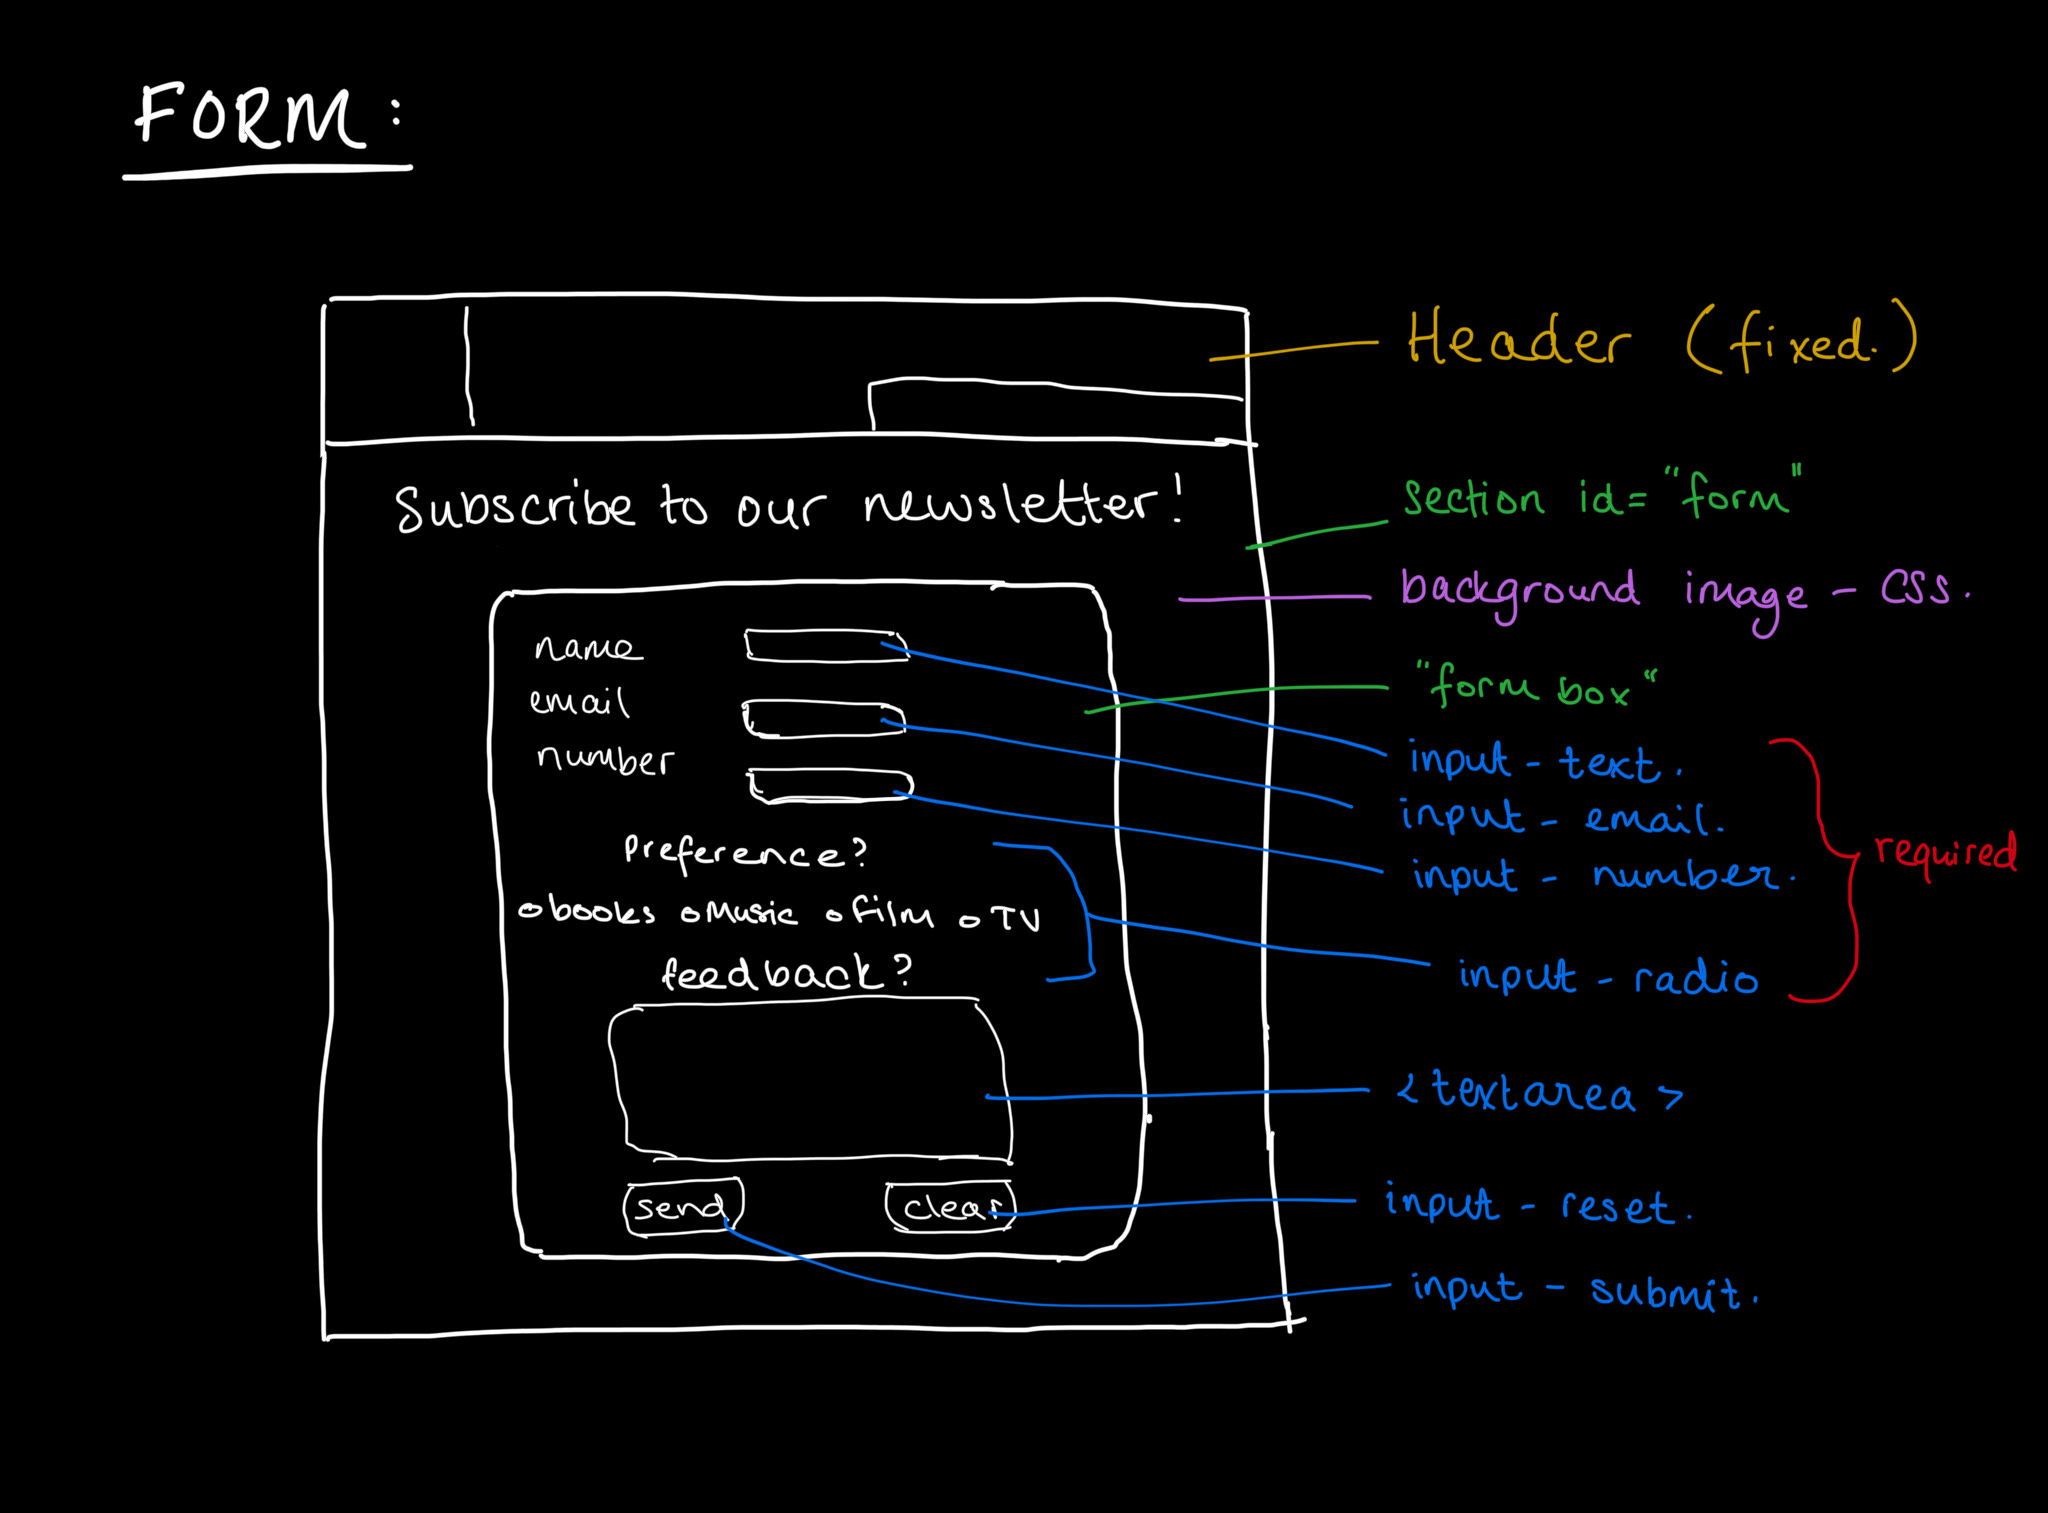 FORM:
Header (fixed.)
Subscribe to our newsletter!
section id= "form"
background image - CSS.
name
email
number
"form box"
input - text.
input - email.
input - number.
required
Preference?
books Music film TV
input - radio
feedback?
<textarea>
send clear
input - reset.
input - submit.